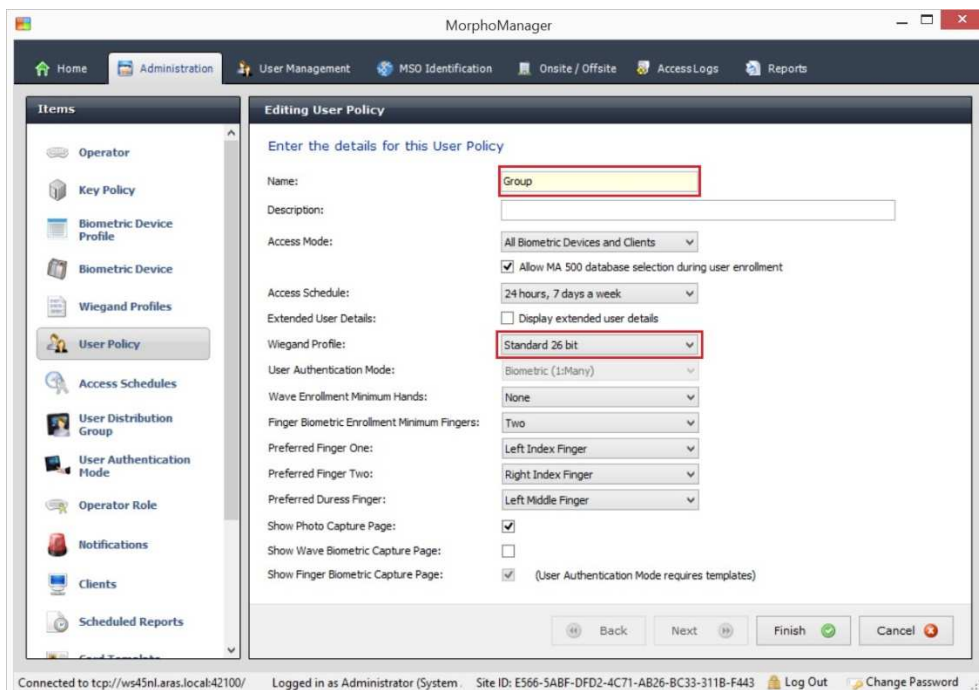 MorphoManager
Home Administration User Management MSO Identification Onsite / Offsite AccessLogs Reports
Items
Operator
Key Policy
Biometric Device
Profile
Biometric Device
Wiegand Profiles
User Policy
Access Schedules
User Distribution
Group
User Authentication
Mode
Operator Role
Notifications
Clients
Scheduled Reports
Editing User Policy
Enter the details for this User Policy
Name: Group
Description:
Access Mode: All Biometric Devices and Clients
Allow MA 500 database selection during user enrollment
Access Schedule: 24 hours, 7 days a week
Extended User Details: Display extended user details
Wiegand Profile: Standard 26 bit
User Authentication Mode: Biometric (1:Many)
Wave Enrollment Minimum Hands: None
Finger Biometric Enrollment Minimum Fingers: Two
Preferred Finger One: Left Index Finger
Preferred Finger Two: Right Index Finger
Preferred Duress Finger: Left Middle Finger
Show Photo Capture Page:
Show Wave Biometric Capture Page:
Show Finger Biometric Capture Page: (User Authentication Mode requires templates)
Back Next Finish Cancel
Connected to tcp://ws45nl.aras.local:42100/ Logged in as Administrator (System . Site ID: E566-5ABF-DFD2-4C71-AB26-BC33-311B-F443 Log Out Change Password